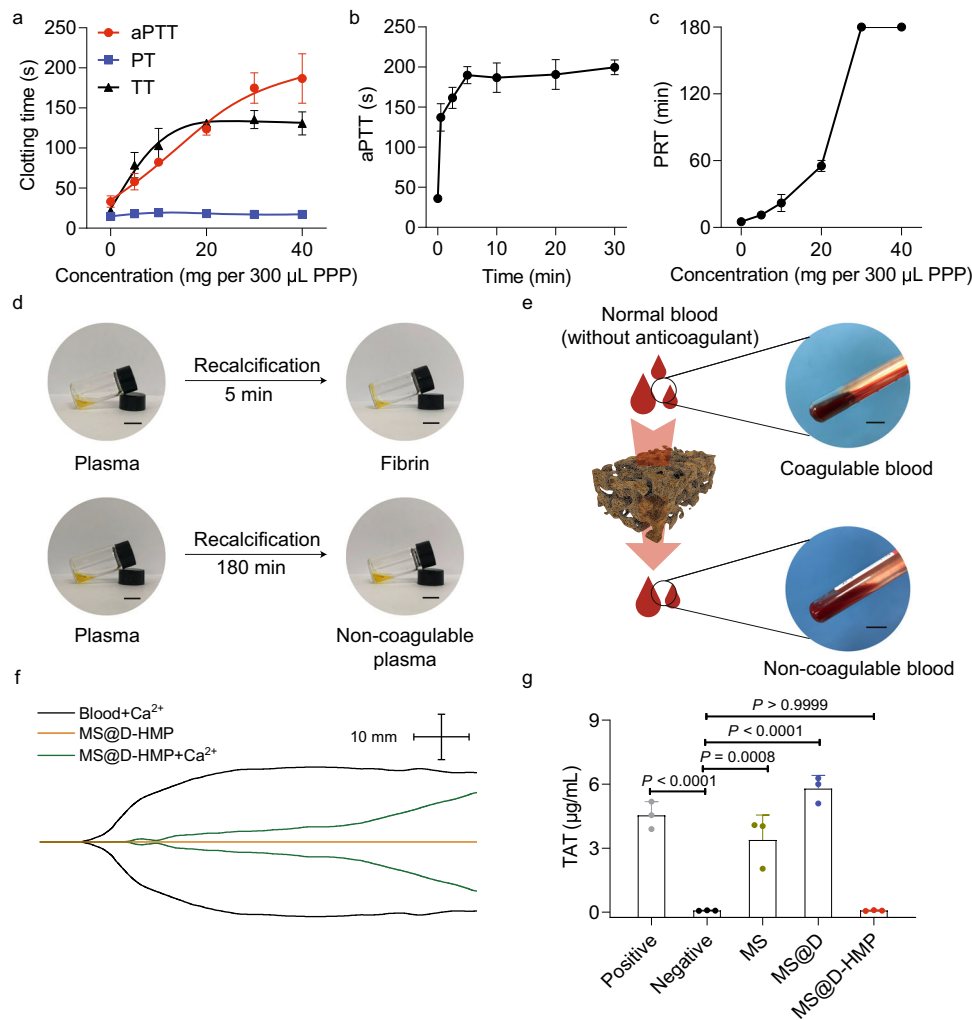 a
250
200
150
100
50
0
Clotting time (s)
aPTT
PT
TT
0
20
40
Concentration (mg per 300 μL PPP)
b
250
200
150
100
50
0
aPTT (s)
0
10
20
30
Time (min)
c
180
120
60
0
PRT (min)
0
20
40
Concentration (mg per 300 μL PPP)
d
Recalcification
5 min
Plasma
Fibrin
Recalcification
180 min
Plasma
Non-coagulable
plasma
e
Normal blood
(without anticoagulant)
Coagulable blood
Non-coagulable blood
f
Blood+Ca²⁺
MS@D-HMP
MS@D-HMP+Ca²⁺
10 mm
g
9
6
3
0
TAT (μg/mL)
P > 0.9999
P < 0.0001
P = 0.0008
P < 0.0001
Positive
Negative
MS
MS@D
MS@D-HMP